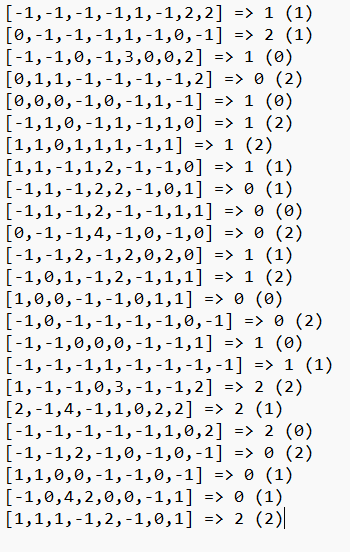 [-1,-1,-1,-1,1,-1,2,2] => 1 (1)
[0,-1,-1,-1,1,-1,0,-1] => 2 (1)
[-1,-1,0,-1,3,0,0,2] => 1 (0)
[0,1,1,-1,-1,-1,-1,2] => 0 (2)
[0,0,0,-1,0,-1,1,-1] => 1 (0)
[-1,1,0,-1,1,-1,1,0] => 1 (2)
[1,1,0,1,1,1,-1,1] => 1 (2)
[1,1,-1,1,2,-1,-1,0] => 1 (1)
[-1,1,-1,2,2,-1,0,1] => 0 (1)
[-1,1,-1,2,-1,-1,1,1] => 0 (0)
[0,-1,-1,4,-1,0,-1,0] => 0 (2)
[-1,-1,2,-1,2,0,2,0] => 1 (1)
[-1,0,1,-1,2,-1,1,1] => 1 (2)
[1,0,0,-1,-1,0,1,1] => 0 (0)
[-1,0,-1,-1,-1,-1,0,-1] => 0 (2)
[-1,-1,0,0,0,-1,-1,1] => 1 (0)
[-1,-1,-1,1,-1,-1,-1,-1] => 1 (1)
[1,-1,-1,0,3,-1,-1,2] => 2 (2)
[2,-1,4,-1,1,0,2,2] => 2 (1)
[-1,-1,-1,-1,-1,1,0,2] => 2 (0)
[-1,-1,2,-1,0,-1,0,-1] => 0 (2)
[1,1,0,0,-1,-1,0,-1] => 0 (1)
[-1,0,4,2,0,0,-1,1] => 0 (1)
[1,1,1,-1,2,-1,0,1] => 2 (2)